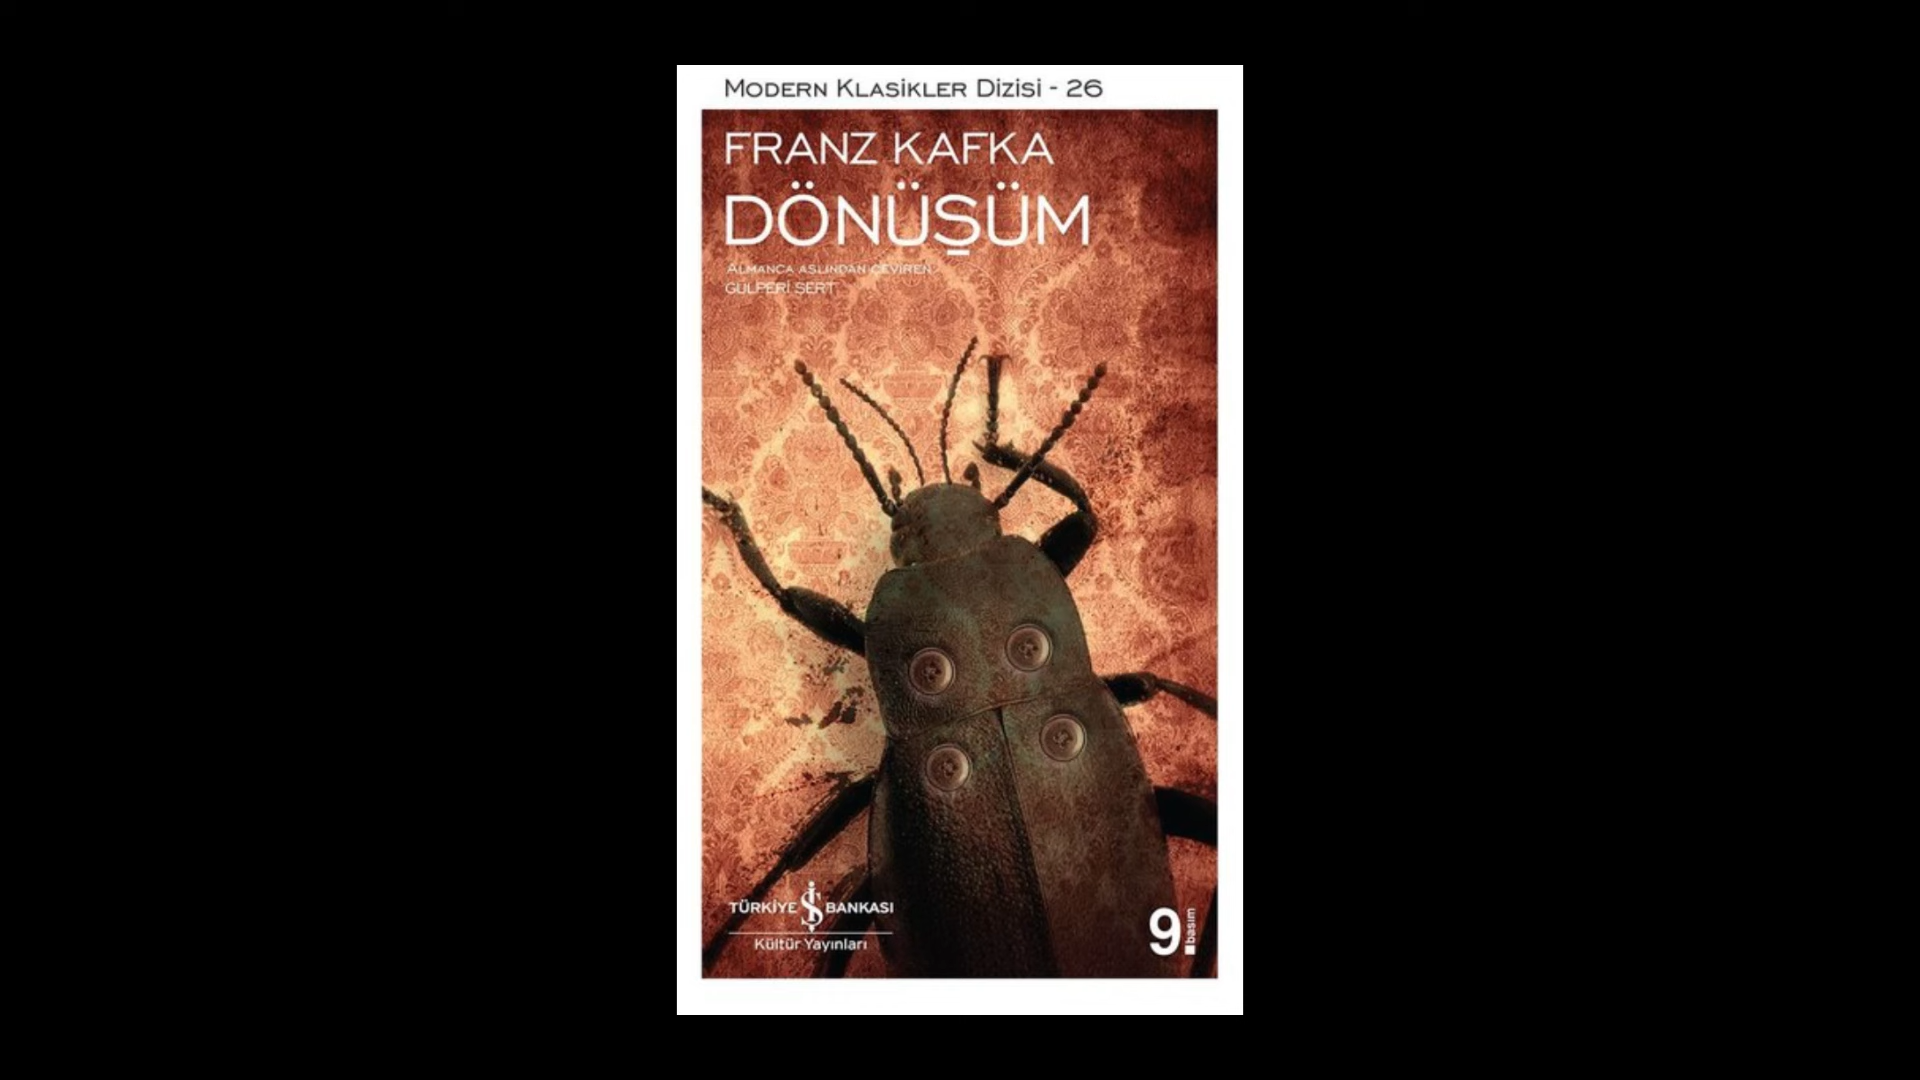 MODERN KLASİKLER DİZİSİ - 26
FRANZ KAFKA
DÖNÜŞÜM
ALMANCA ASLINDAN ÇEVİREN
GÜLPERİ SERT
TÜRKİYE İŞ BANKASI
Kültür Yayınları
9. basım